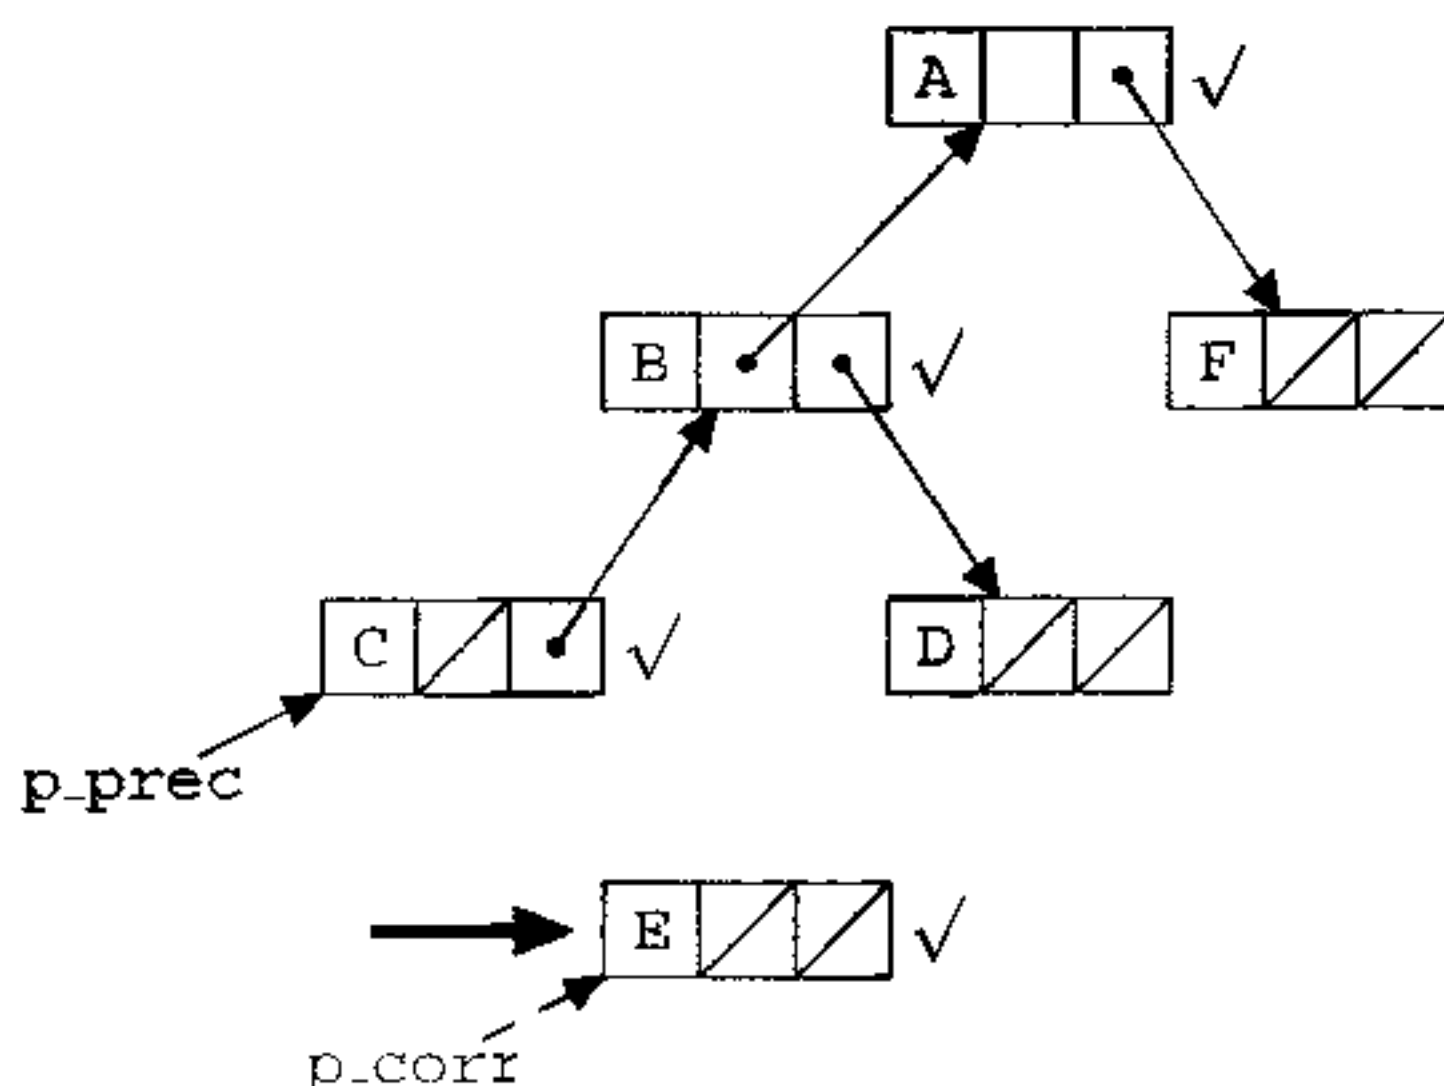 A √
B √
F
C √
D
p_prec
E √
p_corr